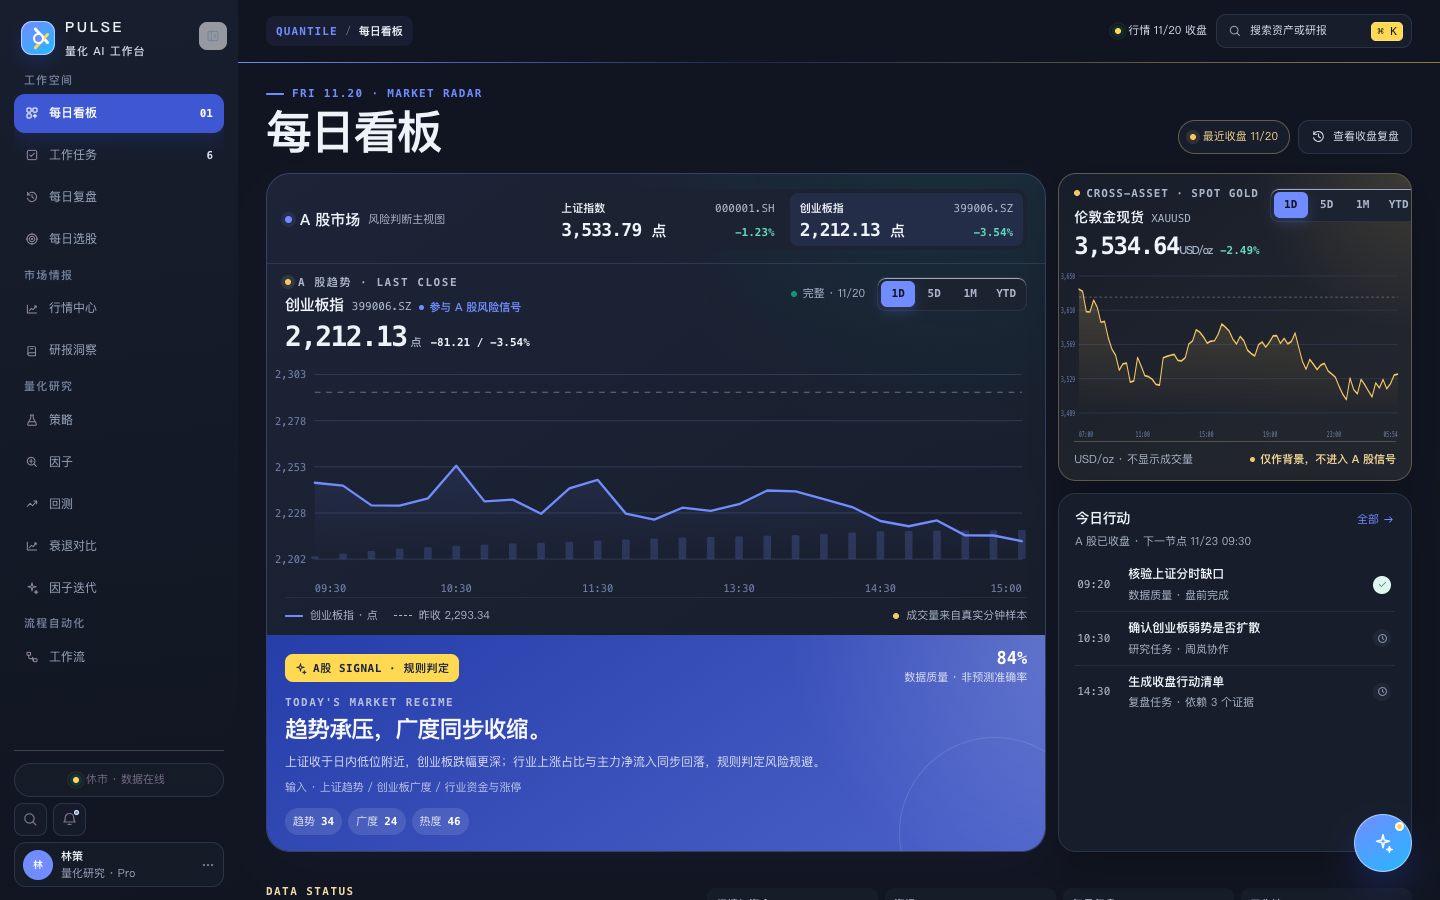 PULSE
量化 AI 工作台
工作空间
每日看板 01
工作任务 6
每日复盘
每日选股
市场情报
行情中心
研报洞察
量化研究
策略
因子
回测
衰退对比
因子迭代
流程自动化
工作流
休市 · 数据在线
林 林策
量化研究 · Pro
QUANTILE / 每日看板
行情 11/20 收盘
搜索资产或研报 ⌘ K
FRI 11.20 · MARKET RADAR
每日看板
最近收盘 11/20
查看收盘复盘
A 股市场 风险判断主视图
上证指数 000001.SH
3,533.79 点 −1.23%
创业板指 399006.SZ
2,212.13 点 −3.54%
A 股趋势 · LAST CLOSE
创业板指 399006.SZ 参与 A 股风险信号
2,212.13 点 −81.21 / −3.54%
完整 · 11/20
1D 5D 1M YTD
2,303
2,278
2,253
2,228
2,202
09:30 10:30 11:30 13:30 14:30 15:00
创业板指 · 点 昨收 2,293.34
成交量来自真实分钟样本
A股 SIGNAL · 规则判定
84%
数据质量 · 非预测准确率
TODAY'S MARKET REGIME
趋势承压，广度同步收缩。
上证收于日内低位附近，创业板跌幅更深；行业上涨占比与主力净流入同步回落，规则判定风险规避。
输入 · 上证趋势 / 创业板广度 / 行业资金与涨停
趋势 34 广度 24 热度 46
CROSS−ASSET · SPOT GOLD
1D 5D 1M YTD
伦敦金现货 XAUUSD
3,534.64 USD/oz −2.49%
3,650
3,610
3,569
3,529
3,489
07:00 11:00 15:00 19:00 23:00 05:54
USD/oz · 不显示成交量
仅作背景，不进入 A 股信号
今日行动 全部 →
A 股已收盘 · 下一节点 11/23 09:30
09:20 核验上证分时缺口
数据质量 · 盘前完成
10:30 确认创业板弱势是否扩散
研究任务 · 周岚协作
14:30 生成收盘行动清单
复盘任务 · 依赖 3 个证据
DATA STATUS